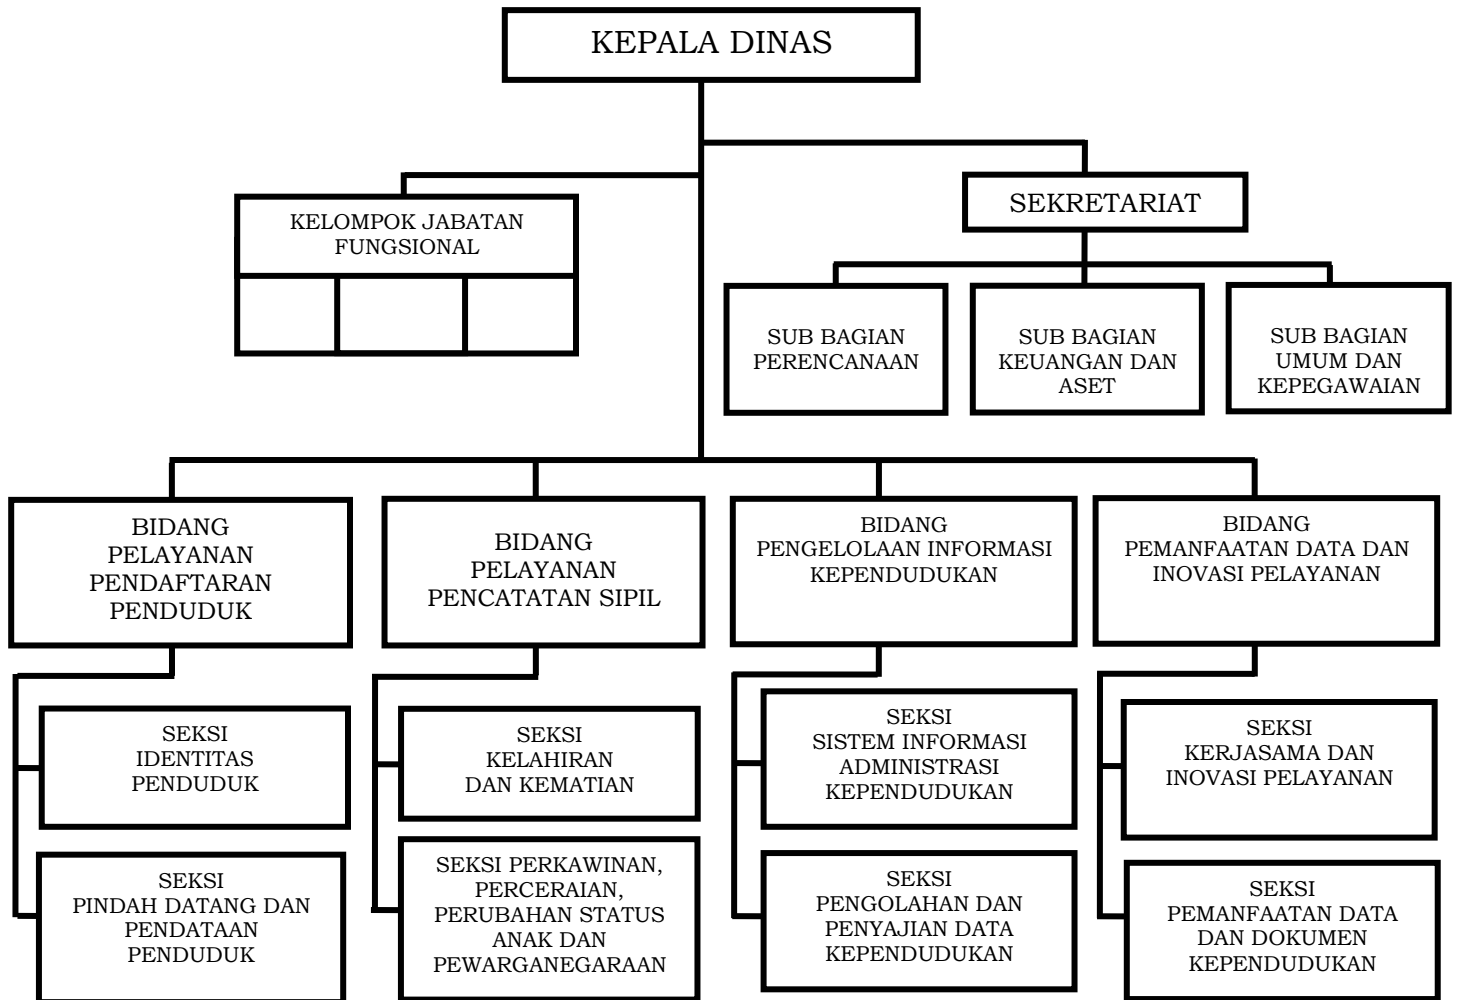 KEPALA DINAS
KELOMPOK JABATAN
FUNGSIONAL
SEKRETARIAT
SUB BAGIAN
PERENCANAAN
SUB BAGIAN
KEUANGAN DAN
ASET
SUB BAGIAN
UMUM DAN
KEPEGAWAIAN
BIDANG
PELAYANAN
PENDAFTARAN
PENDUDUK
BIDANG
PELAYANAN
PENCATATAN SIPIL
BIDANG
PENGELOLAAN INFORMASI
KEPENDUDUKAN
BIDANG
PEMANFAATAN DATA DAN
INOVASI PELAYANAN
SEKSI
IDENTITAS
PENDUDUK
SEKSI
KELAHIRAN
DAN KEMATIAN
SEKSI
SISTEM INFORMASI
ADMINISTRASI
KEPENDUDUKAN
SEKSI
KERJASAMA DAN
INOVASI PELAYANAN
SEKSI
PINDAH DATANG DAN
PENDATAAN
PENDUDUK
SEKSI PERKAWINAN,
PERCERAIAN,
PERUBAHAN STATUS
ANAK DAN
PEWARGANEGARAAN
SEKSI
PENGOLAHAN DAN
PENYAJIAN DATA
KEPENDUDUKAN
SEKSI
PEMANFAATAN DATA
DAN DOKUMEN
KEPENDUDUKAN